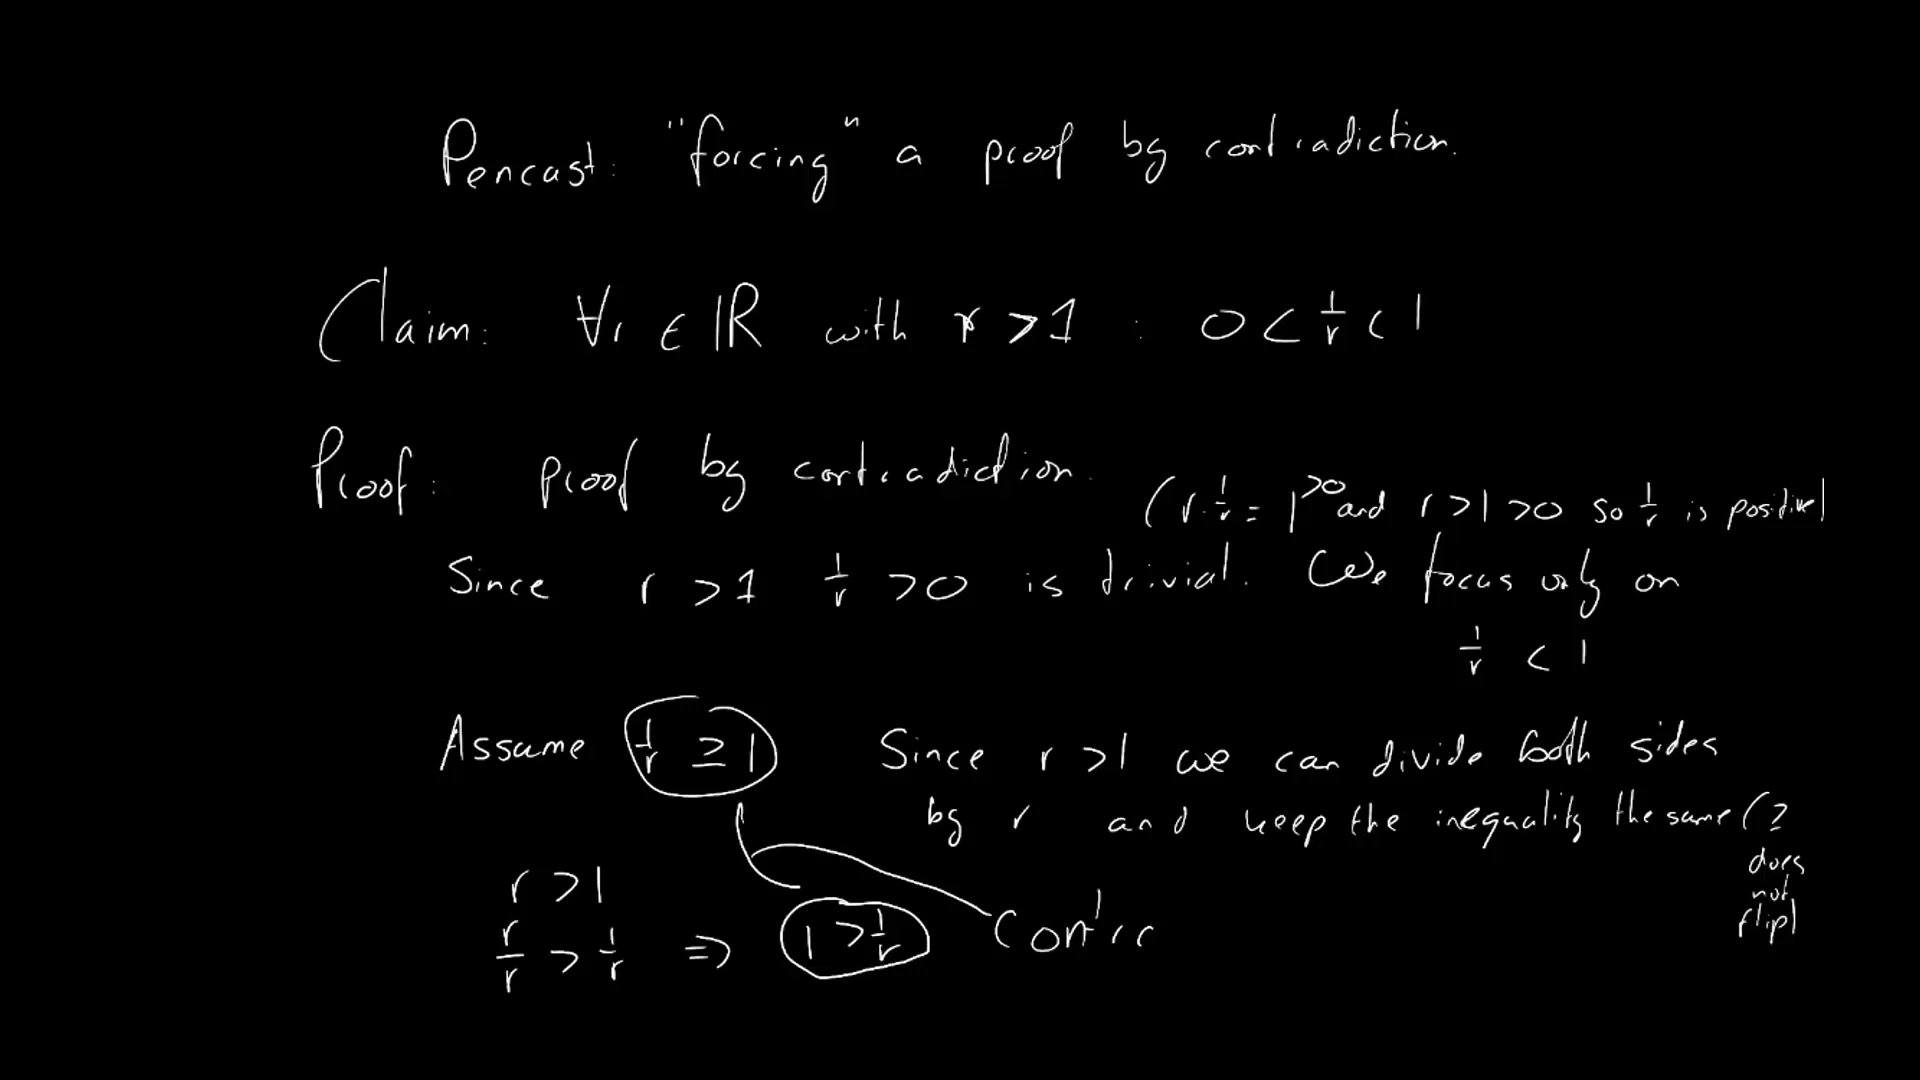 Pencast: "forcing" a proof by contradiction.
Claim: ∀r ∈ ℝ with r > 1 : 0 < 1/r < 1
Proof: proof by contradiction.
(r·1/r = 1 >0 and r > 1 > 0 so 1/r is positive)
Since r > 1 1/r > 0 is trivial. We focus only on
1/r < 1
Assume 1/r ≥ 1 Since r > 1 we can divide both sides
by r and keep the inequality the same (≥
does
not
flip)
r > 1
r/r > 1/r ⇒ 1 > 1/r Contr